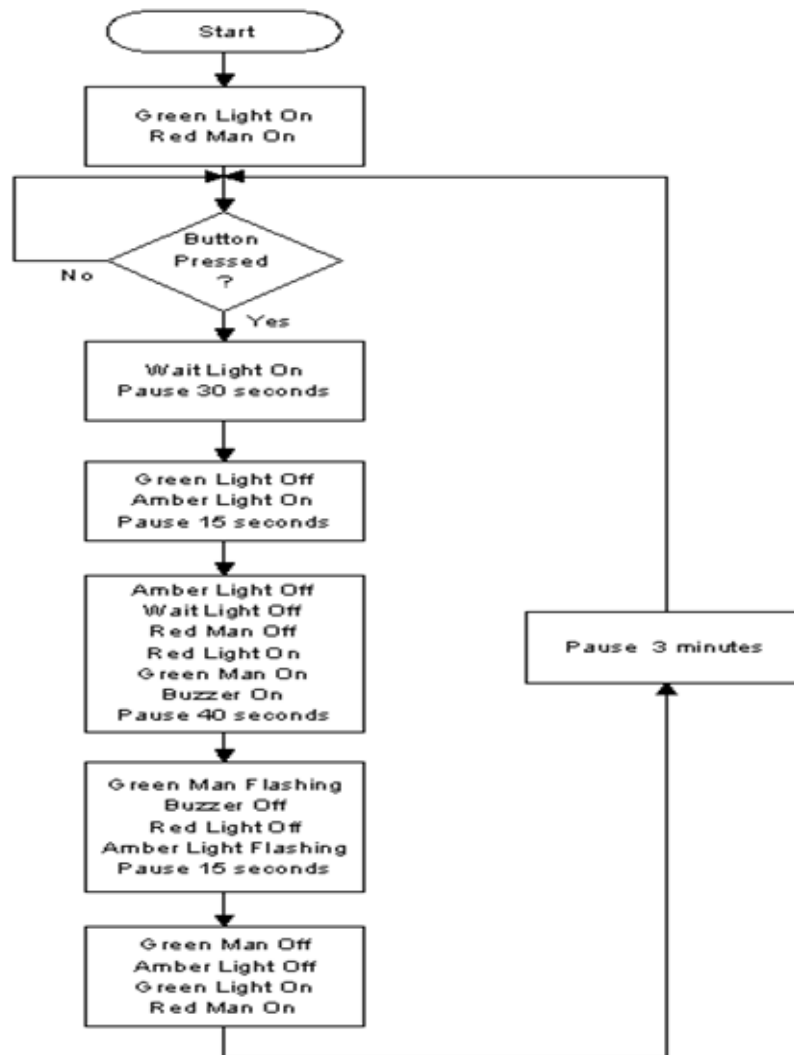 Start
Green Light On
Red Man On
Button
Pressed
?
No
Yes
Wait Light On
Pause 30 seconds
Green Light Off
Amber Light On
Pause 15 seconds
Amber Light Off
Wait Light Off
Red Man Off
Red Light On
Green Man On
Buzzer On
Pause 40 seconds
Pause 3 minutes
Green Man Flashing
Buzzer Off
Red Light Off
Amber Light Flashing
Pause 15 seconds
Green Man Off
Amber Light Off
Green Light On
Red Man On